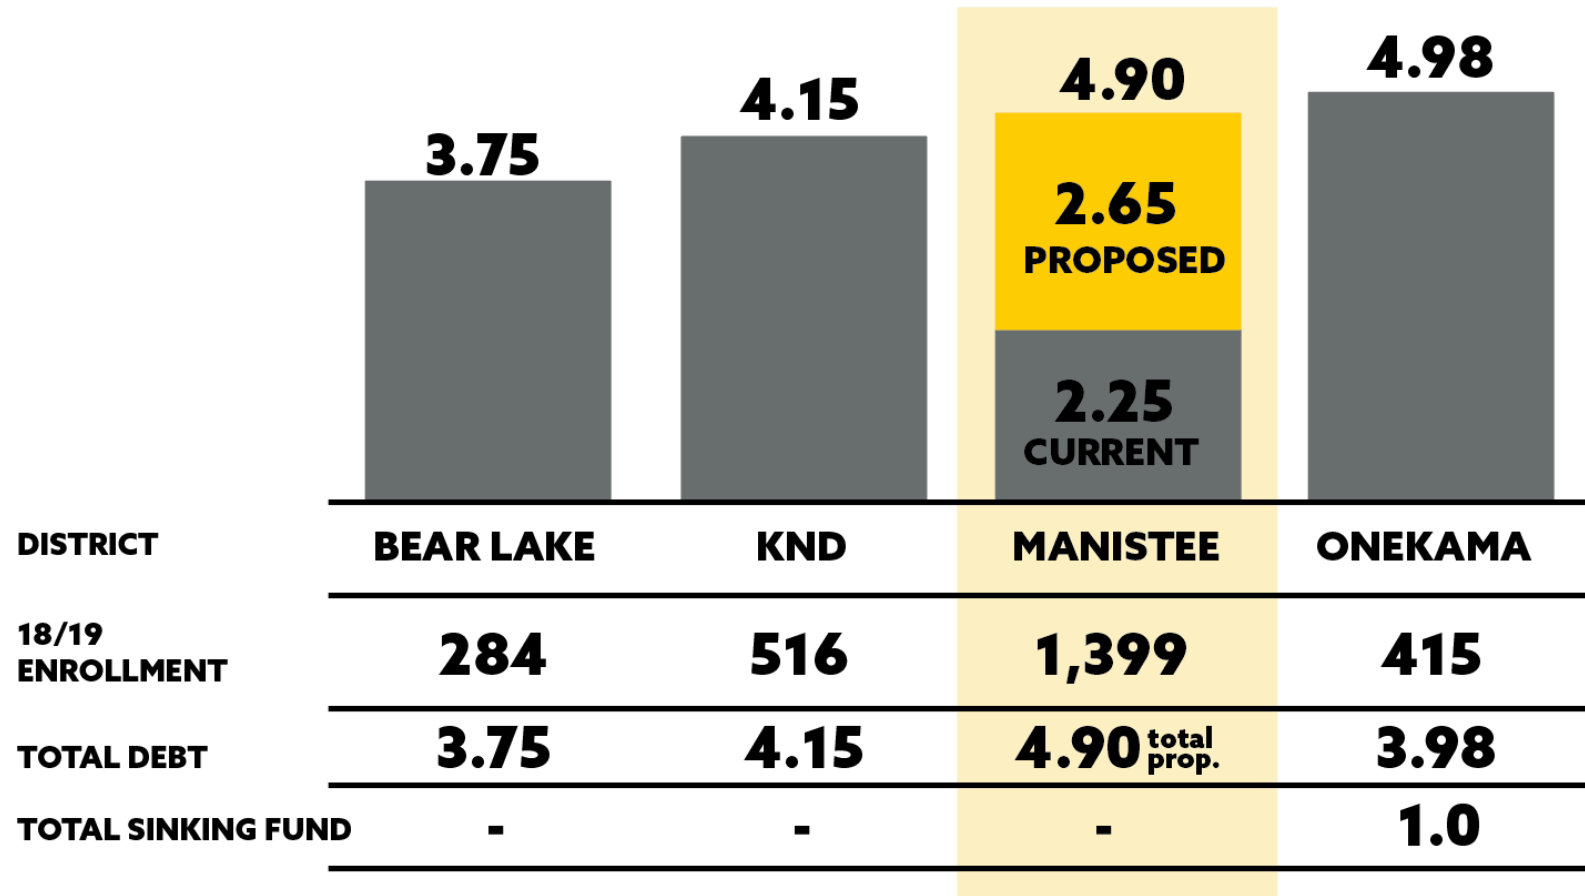 3.75
4.15
4.90
4.98
2.65
PROPOSED
2.25
CURRENT
DISTRICT BEAR LAKE KND MANISTEE ONEKAMA
18/19
ENROLLMENT 284 516 1,399 415
TOTAL DEBT 3.75 4.15 4.90 total prop. 3.98
TOTAL SINKING FUND - - - 1.0